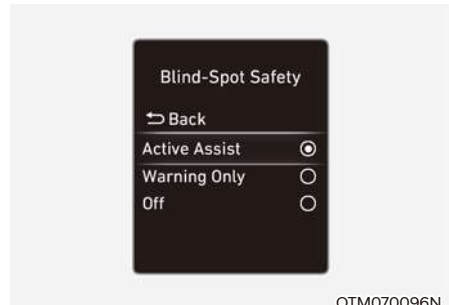 Blind-Spot Safety
Back
Active Assist
Warning Only
Off
OTM070096N